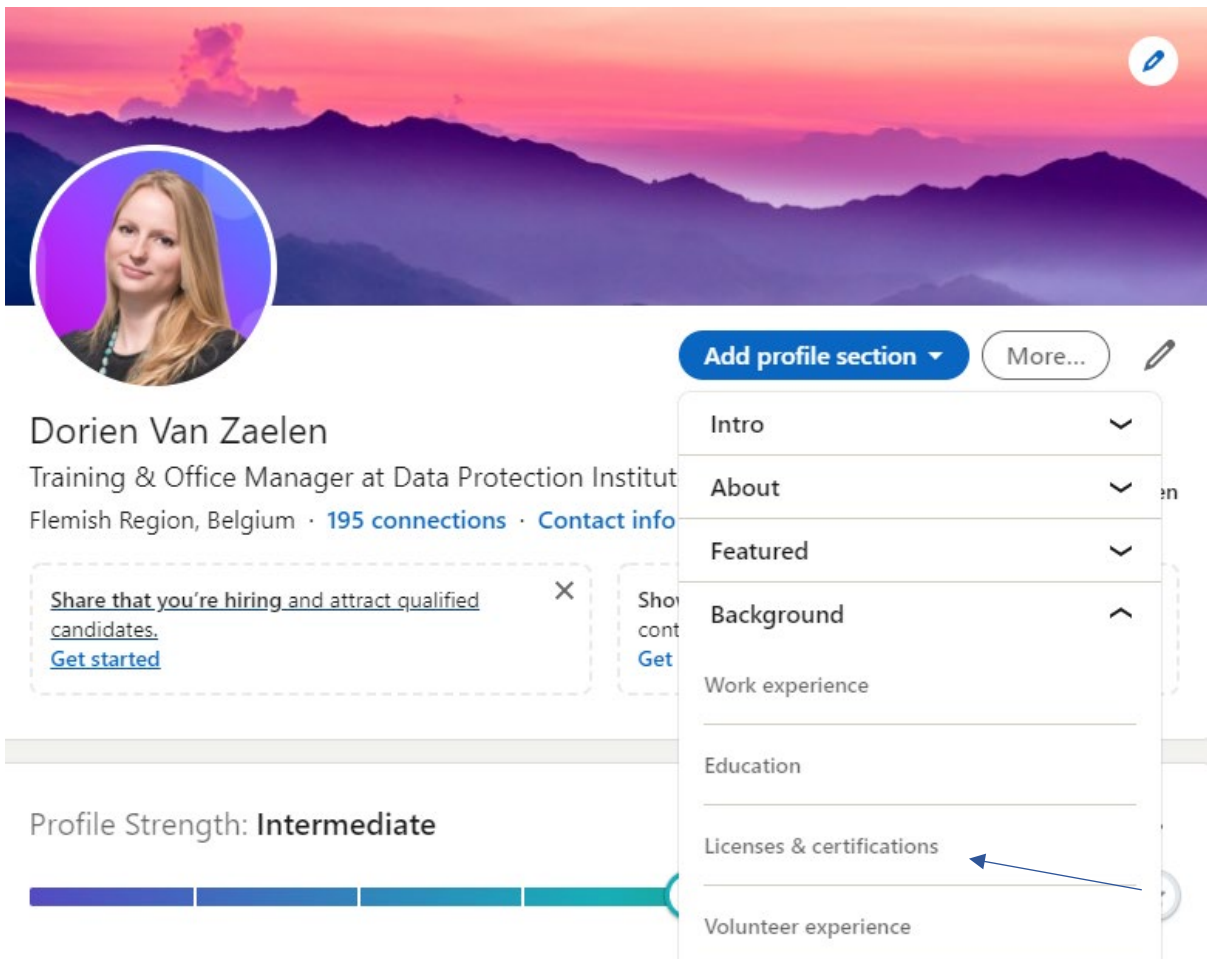 Add profile section
More...
Dorien Van Zaelen
Training & Office Manager at Data Protection Institut
Flemish Region, Belgium · 195 connections · Contact info
Share that you're hiring and attract qualified
candidates.
Get started
Get
Intro
About
Featured
Background
Work experience
Education
Licenses & certifications
Volunteer experience
Profile Strength: Intermediate